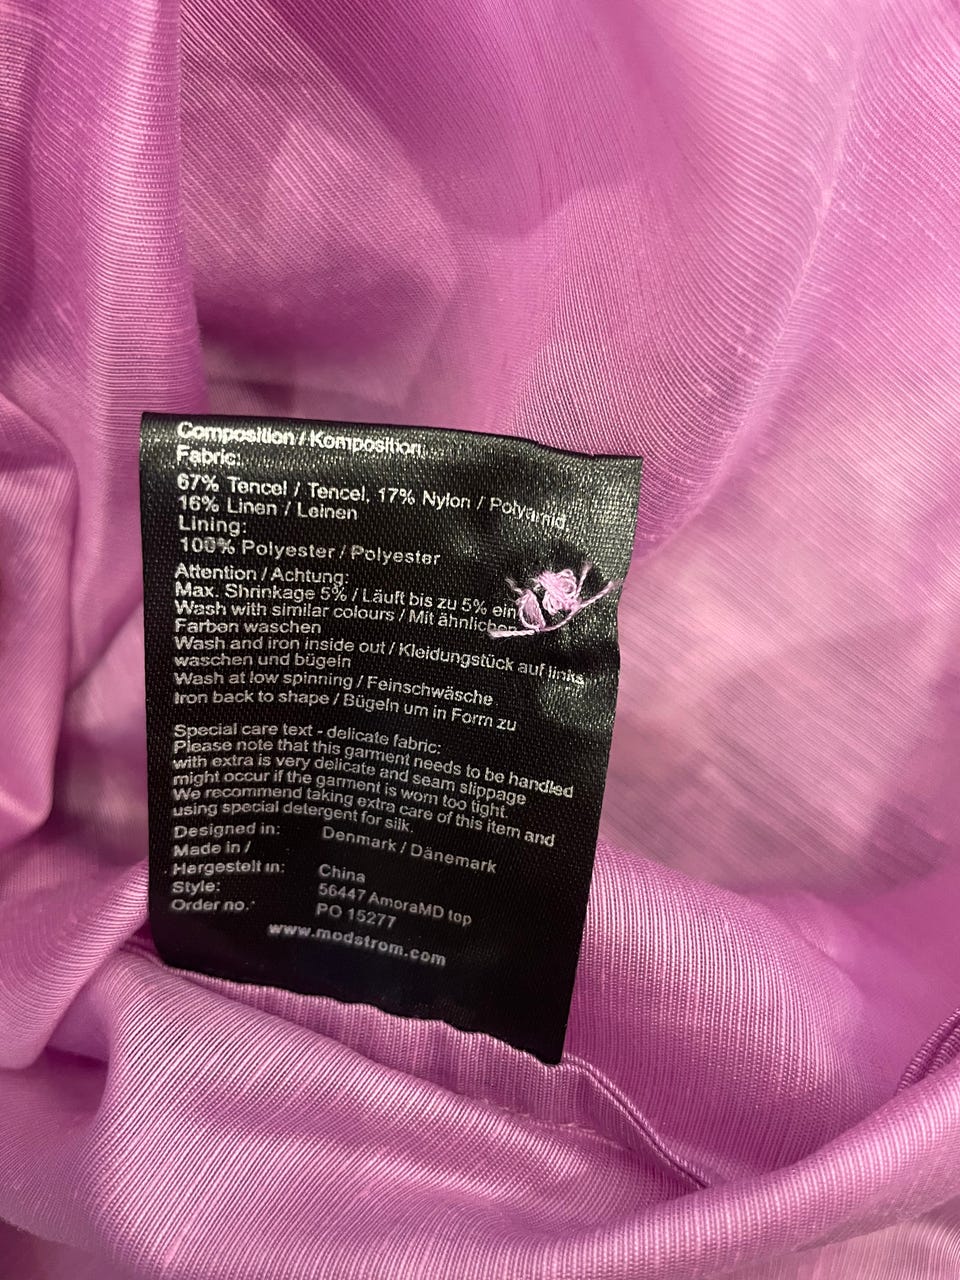 Composition / Komposition:
Fabric:
67% Tencel / Tencel, 17% Nylon / Polyamid,
16% Linen / Leinen
Lining:
100% Polyester / Polyester
Attention / Achtung:
Max. Shrinkage 5% / Läuft bis zu 5% ein
Wash with similar colours / Mit ähnlichen
Farben waschen
Wash and iron inside out / Kleidungstück auf links
waschen und bügeln
Wash at low spinning / Feinschwäsche
Iron back to shape / Bügeln um in Form zu
Special care text - delicate fabric:
Please note that this garment needs to be handled
with extra is very delicate and seam slippage
might occur if the garment is worn too tight.
We recommend taking extra care of this item and
using special detergent for silk.
Designed in: Denmark / Dänemark
Made in /
Hergestelt in: China
Style: 56447 AmoraMD top
Order no.: PO 15277
www.modstrom.com